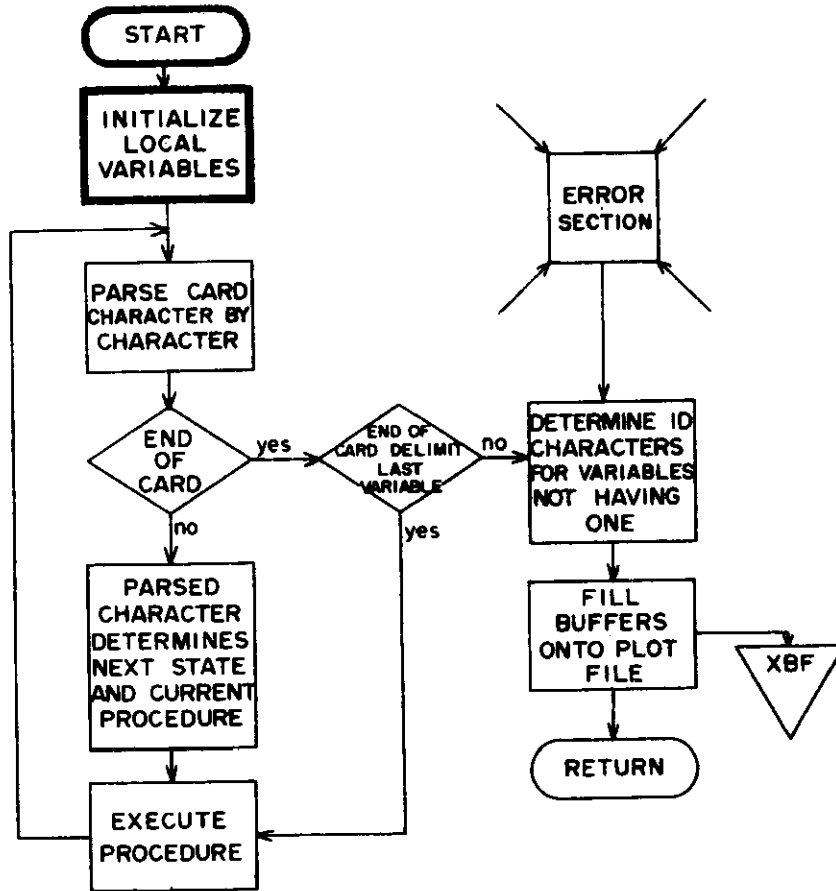 START
INITIALIZE
LOCAL
VARIABLES
PARSE CARD
CHARACTER BY
CHARACTER
END
OF
CARD
yes
no
END OF
CARD DELIMIT
LAST
VARIABLE
no
yes
PARSED
CHARACTER
DETERMINES
NEXT STATE
AND CURRENT
PROCEDURE
EXECUTE
PROCEDURE
ERROR
SECTION
DETERMINE ID
CHARACTERS
FOR VARIABLES
NOT HAVING
ONE
FILL
BUFFERS
ONTO PLOT
FILE
XBF
RETURN